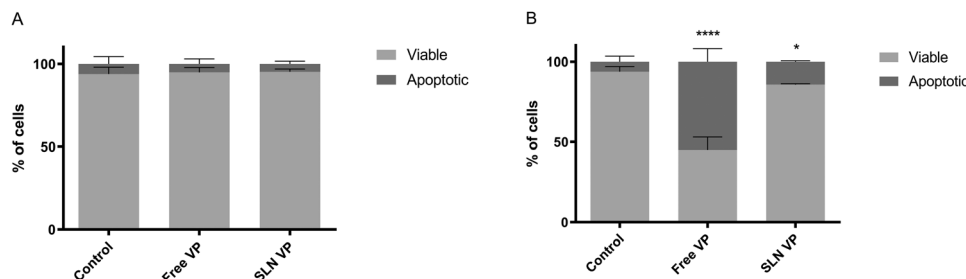 A
% of cells
100
50
0
Control
Free VP
SLN VP
Viable
Apoptotic
B
% of cells
100
50
0
****
*
Control
Free VP
SLN VP
Viable
Apoptotic